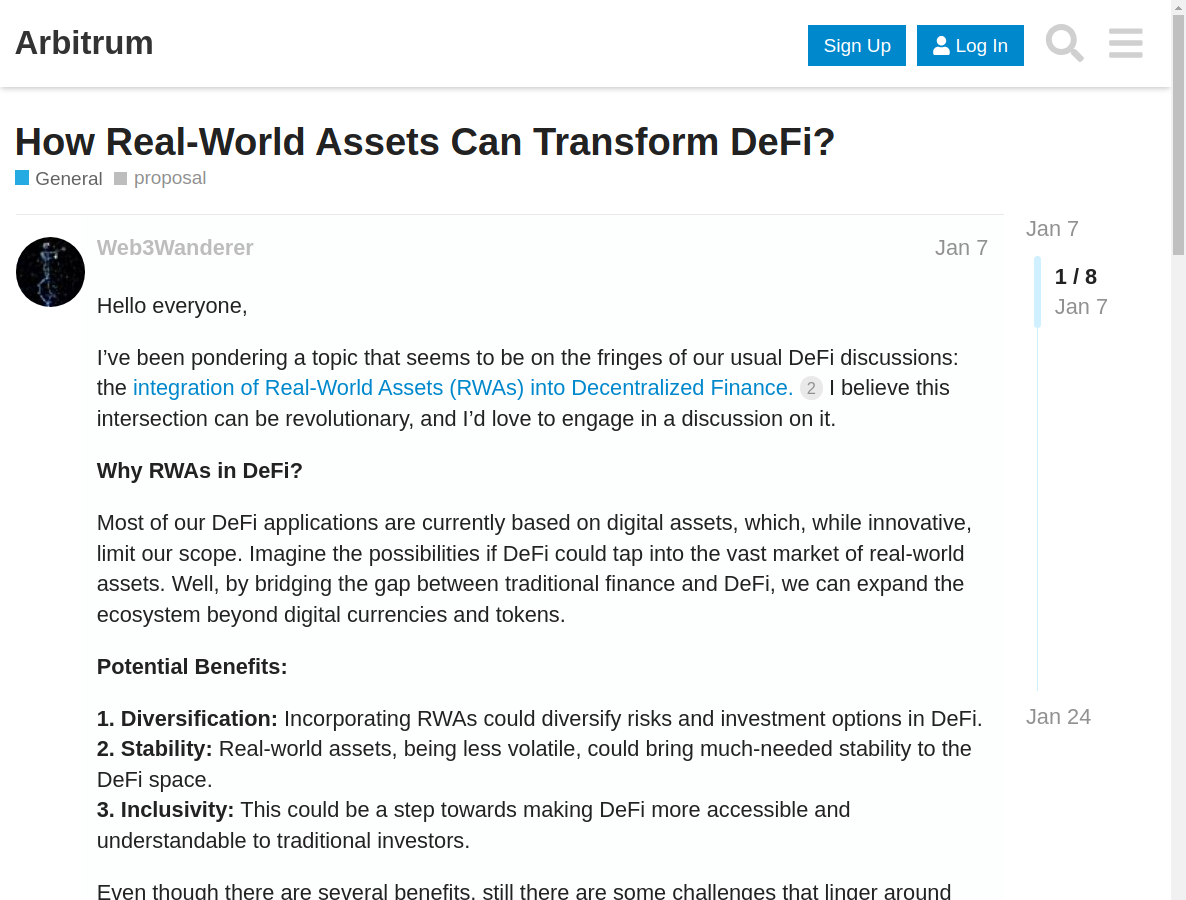 Arbitrum
Sign Up
Log In
How Real-World Assets Can Transform DeFi?
General proposal
Web3Wanderer
Jan 7
Hello everyone,
I’ve been pondering a topic that seems to be on the fringes of our usual DeFi discussions:
the integration of Real-World Assets (RWAs) into Decentralized Finance. 2 I believe this
intersection can be revolutionary, and I’d love to engage in a discussion on it.
Why RWAs in DeFi?
Most of our DeFi applications are currently based on digital assets, which, while innovative,
limit our scope. Imagine the possibilities if DeFi could tap into the vast market of real-world
assets. Well, by bridging the gap between traditional finance and DeFi, we can expand the
ecosystem beyond digital currencies and tokens.
Potential Benefits:
1. Diversification: Incorporating RWAs could diversify risks and investment options in DeFi.
2. Stability: Real-world assets, being less volatile, could bring much-needed stability to the
DeFi space.
3. Inclusivity: This could be a step towards making DeFi more accessible and
understandable to traditional investors.
Even though there are several benefits, still there are some challenges that linger around
Jan 7
1 / 8
Jan 7
Jan 24